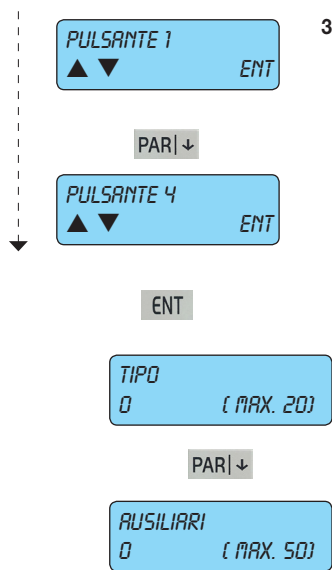 3
PULSANTE 1
▲ ▼ ENT
PAR|↓
PULSANTE 4
▲ ▼ ENT
ENT
TIPO
0 ( MAX. 20)
PAR|↓
AUSILIARI
0 ( MAX. 50)